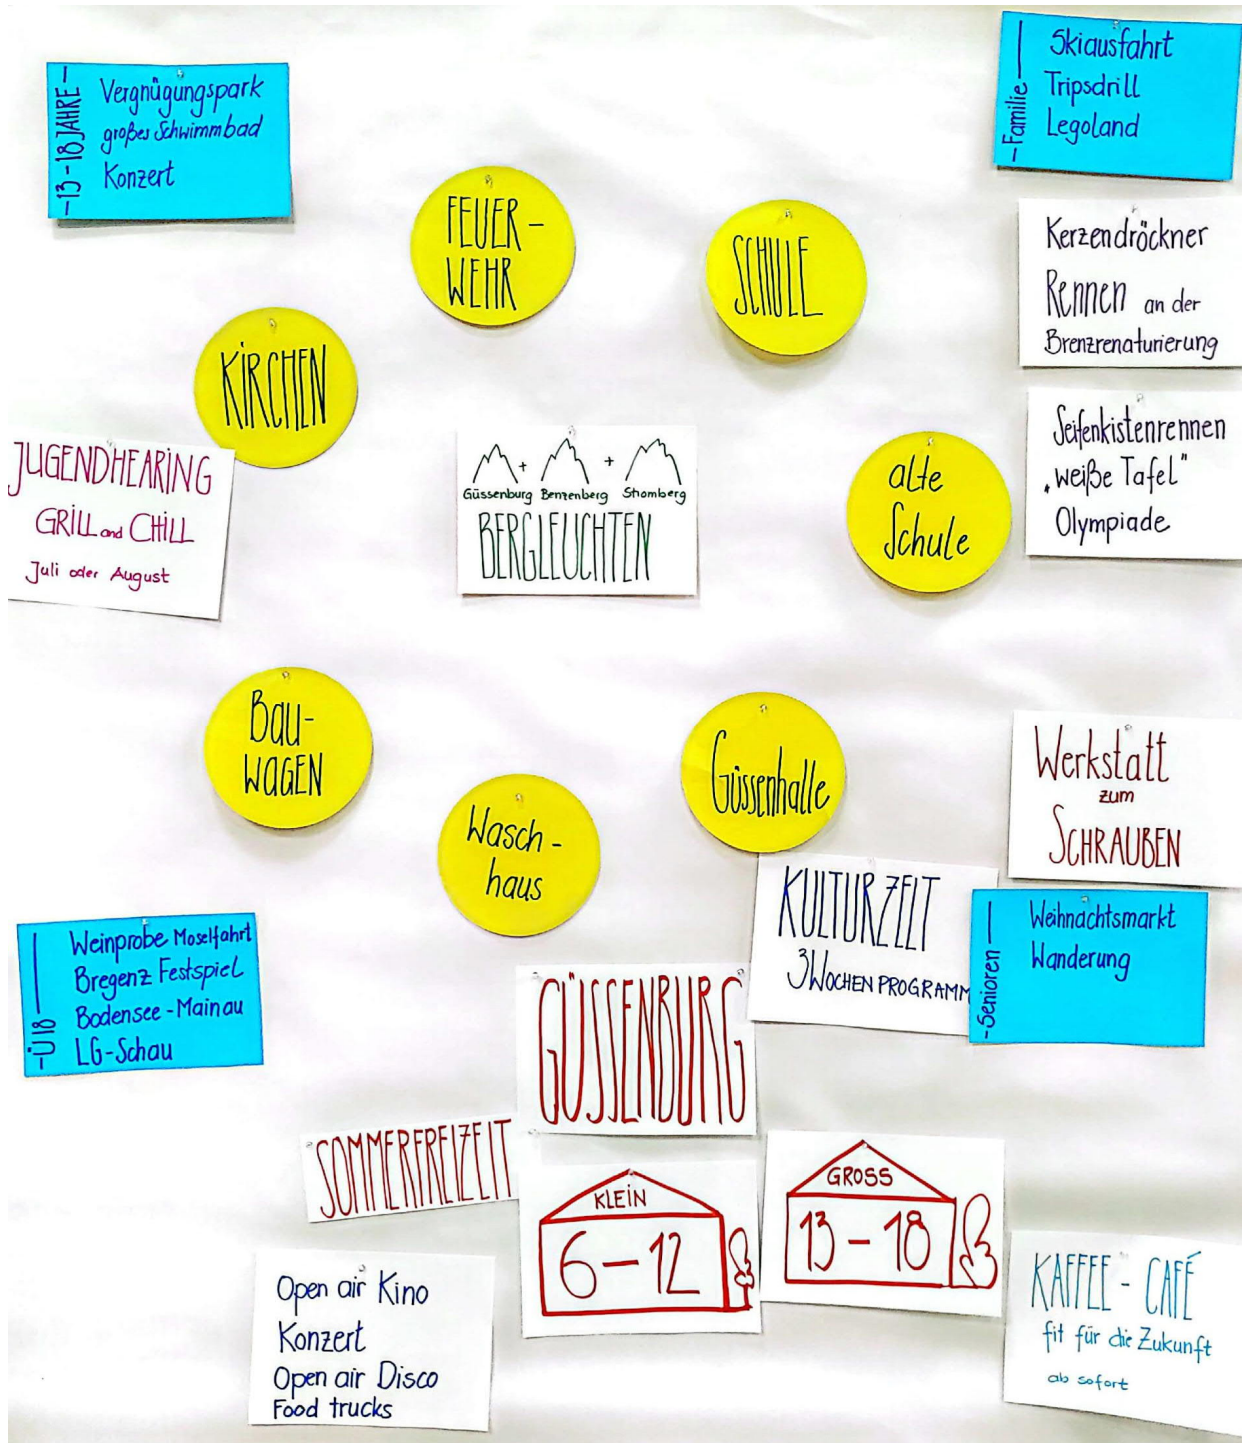 -13-18 JAHRE-
Vergnügungspark
großes Schwimmbad
Konzert
-Familie-
Skiausfahrt
Tripsdrill
Legoland
FEUER-
WEHR
SCHULE
Kerzendröckner
Rennen an der
Brenzrenaturierung
KIRCHEN
JUGENDHEARING
GRILL and CHILL
Juli oder August
+ +
Güssenburg Benzenberg Stromberg
BERGLEUCHTEN
alte
Schule
Seifenkistenrennen
„weiße Tafel"
Olympiade
Bau-
WAGEN
Wasch-
haus
Güssenhalle
Werkstatt
zum
SCHRAUBEN
KULTURZELT
3 WOCHEN PROGRAMM
-Senioren-
Weihnachtsmarkt
Wanderung
-Ü18-
Weinprobe Moselfahrt
Bregenz Festspiel
Bodensee-Mainau
LG-Schau
GÜSSENBURG
SOMMERFREIZEIT
KLEIN
6-12
GROSS
13-18
Open air Kino
Konzert
Open air Disco
Food trucks
KAFFEE-CAFÉ
fit für die Zukunft
ab sofort